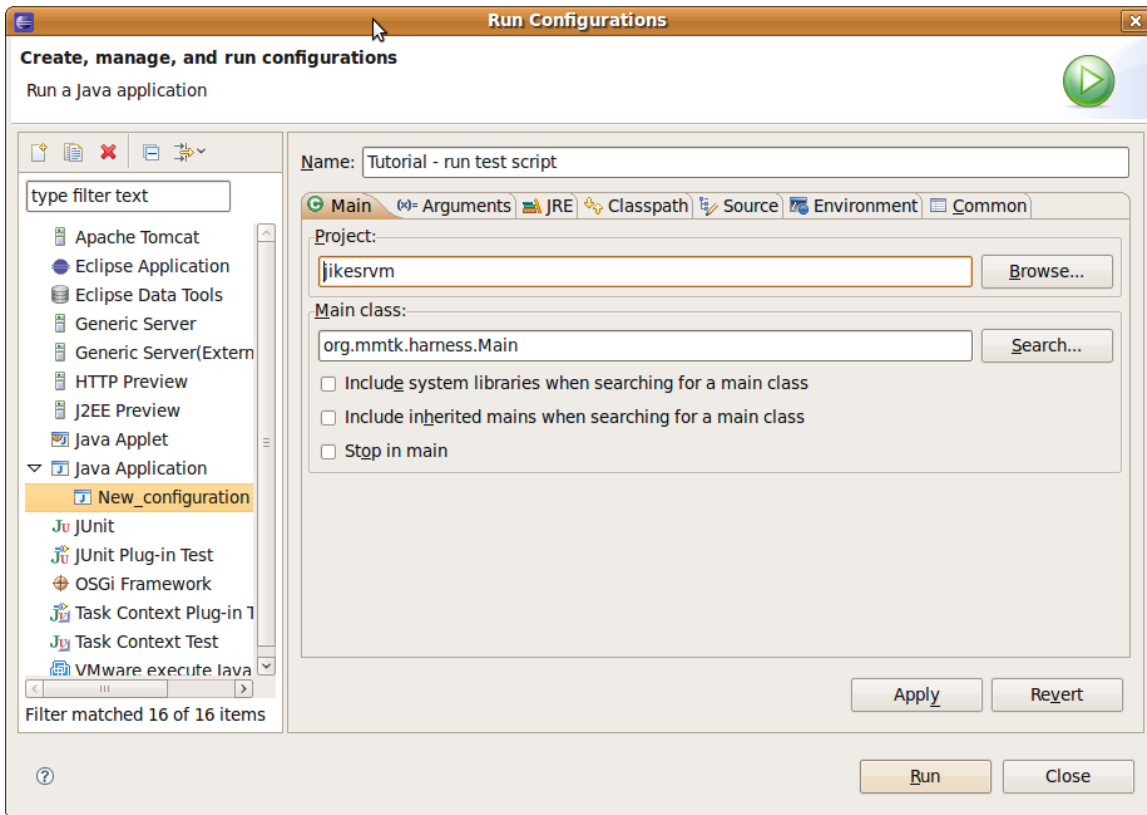 Run Configurations
Create, manage, and run configurations
Run a Java application
type filter text
Apache Tomcat
Eclipse Application
Eclipse Data Tools
Generic Server
Generic Server(Extern
HTTP Preview
J2EE Preview
Java Applet
Java Application
New_configuration
JUnit
JUnit Plug-in Test
OSGi Framework
Task Context Plug-in T
Task Context Test
VMware execute Java
Filter matched 16 of 16 items
Name: Tutorial - run test script
Main (x)= Arguments JRE Classpath Source Environment Common
Project:
jikesrvm Browse...
Main class:
org.mmtk.harness.Main Search...
Include system libraries when searching for a main class
Include inherited mains when searching for a main class
Stop in main
Apply Revert
Run Close